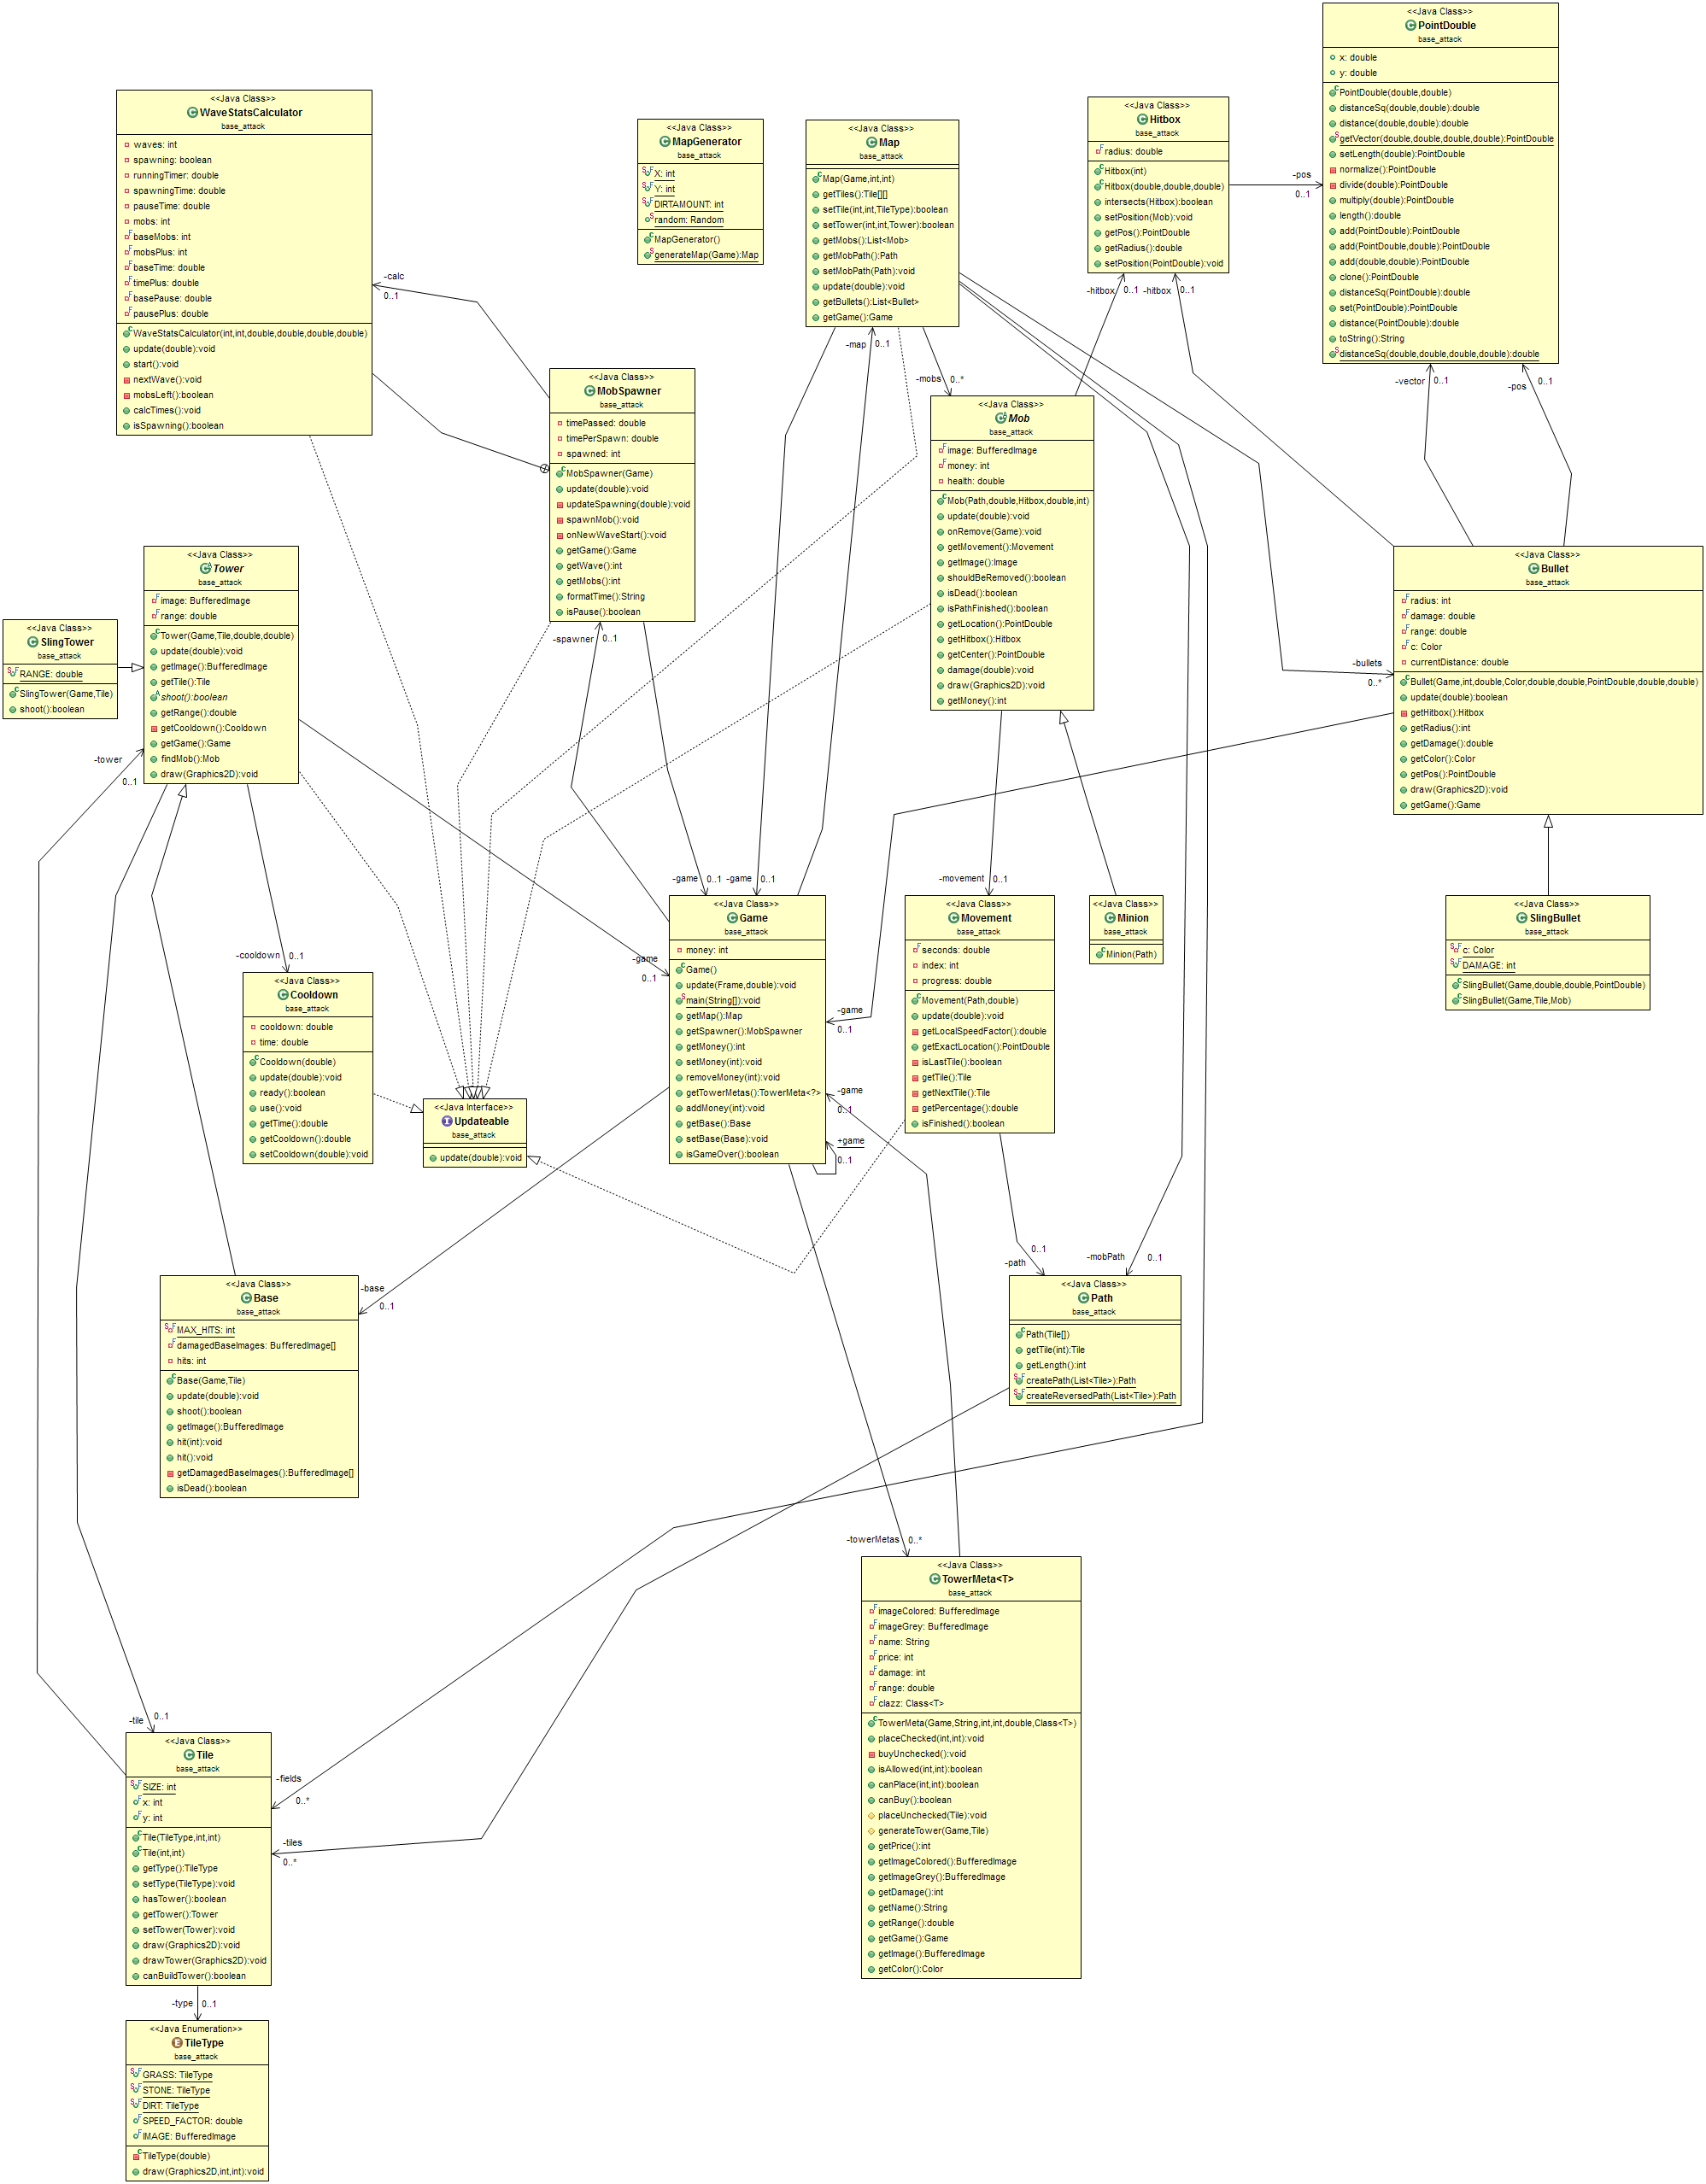 <<Java Class>>
PointDouble
base_attack
x: double
y: double
PointDouble(double,double)
distanceSq(double,double):double
distance(double,double):double
getVector(double,double,double,double):PointDouble
setLength(double):PointDouble
normalize():PointDouble
divide(double):PointDouble
multiply(double):PointDouble
length():double
add(PointDouble):PointDouble
add(PointDouble,double):PointDouble
add(double,double):PointDouble
clone():PointDouble
distanceSq(PointDouble):double
set(PointDouble):PointDouble
distance(PointDouble):double
toString():String
distanceSq(double,double,double,double):double
<<Java Class>>
WaveStatsCalculator
base_attack
waves: int
spawning: boolean
runningTimer: double
spawningTime: double
pauseTime: double
mobs: int
baseMobs: int
mobsPlus: int
baseTime: double
timePlus: double
basePause: double
pausePlus: double
WaveStatsCalculator(int,int,double,double,double,double)
update(double):void
start():void
nextWave():void
mobsLeft():boolean
calcTimes():void
isSpawning():boolean
<<Java Class>>
MapGenerator
base_attack
X: int
Y: int
DIRTAMOUNT: int
random: Random
MapGenerator()
generateMap(Game):Map
<<Java Class>>
Map
base_attack
Map(Game,int,int)
getTiles():Tile[][]
setTile(int,int,TileType):boolean
setTower(int,int,Tower):boolean
getMobs():List<Mob>
getMobPath():Path
setMobPath(Path):void
update(double):void
getBullets():List<Bullet>
getGame():Game
<<Java Class>>
Hitbox
base_attack
radius: double
Hitbox(int)
Hitbox(double,double,double)
intersects(Hitbox):boolean
setPosition(Mob):void
getPos():PointDouble
getRadius():double
setPosition(PointDouble):void
-pos
0..1
-calc
0..1
-hitbox
0..1
-hitbox
0..1
-map
0..1
-mobs
0..*
-vector
0..1
-pos
0..1
<<Java Class>>
MobSpawner
base_attack
timePassed: double
timePerSpawn: double
spawned: int
MobSpawner(Game)
update(double):void
updateSpawning(double):void
spawnMob():void
onNewWaveStart():void
getGame():Game
getWave():int
getMobs():int
formatTime():String
isPause():boolean
<<Java Class>>
Mob
base_attack
image: BufferedImage
money: int
health: double
Mob(Path,double,Hitbox,double,int)
update(double):void
onRemove(Game):void
getMovement():Movement
getImage():Image
shouldBeRemoved():boolean
isDead():boolean
isPathFinished():boolean
getLocation():PointDouble
getHitbox():Hitbox
getCenter():PointDouble
damage(double):void
draw(Graphics2D):void
getMoney():int
<<Java Class>>
Tower
base_attack
image: BufferedImage
range: double
Tower(Game,Tile,double,double)
update(double):void
getImage():BufferedImage
getTile():Tile
shoot():boolean
getRange():double
getCooldown():Cooldown
getGame():Game
findMob():Mob
draw(Graphics2D):void
<<Java Class>>
SlingTower
base_attack
RANGE: double
SlingTower(Game,Tile)
shoot():boolean
<<Java Class>>
Bullet
base_attack
radius: int
damage: double
range: double
c: Color
currentDistance: double
Bullet(Game,int,double,Color,double,double,PointDouble,double,double)
update(double):boolean
getHitbox():Hitbox
getRadius():int
getDamage():double
getColor():Color
getPos():PointDouble
draw(Graphics2D):void
getGame():Game
-spawner
0..1
-bullets
0..*
-tower
0..1
-game
0..1
-game
0..1
-movement
0..1
-cooldown
0..1
-game
0..1
<<Java Class>>
Game
base_attack
money: int
Game()
update(Frame,double):void
main(String[]):void
getMap():Map
getSpawner():MobSpawner
getMoney():int
setMoney(int):void
removeMoney(int):void
getTowerMetas():TowerMeta<?>
addMoney(int):void
getBase():Base
setBase(Base):void
isGameOver():boolean
<<Java Class>>
Movement
base_attack
seconds: double
index: int
progress: double
Movement(Path,double)
update(double):void
getLocalSpeedFactor():double
getExactLocation():PointDouble
isLastTile():boolean
getTile():Tile
getNextTile():Tile
getPercentage():double
isFinished():boolean
<<Java Class>>
Minion
base_attack
Minion(Path)
<<Java Class>>
SlingBullet
base_attack
c: Color
DAMAGE: int
SlingBullet(Game,double,double,PointDouble)
SlingBullet(Game,Tile,Mob)
<<Java Class>>
Cooldown
base_attack
cooldown: double
time: double
Cooldown(double)
update(double):void
ready():boolean
use():void
getTime():double
getCooldown():double
setCooldown(double):void
<<Java Interface>>
Updateable
base_attack
update(double):void
-game
0..1
-game
0..1
+game
0..1
-path
0..1
-mobPath
0..1
-base
0..1
<<Java Class>>
Base
base_attack
MAX_HITS: int
damagedBaseImages: BufferedImage[]
hits: int
Base(Game,Tile)
update(double):void
shoot():boolean
getImage():BufferedImage
hit(int):void
hit():void
getDamagedBaseImages():BufferedImage[]
isDead():boolean
<<Java Class>>
Path
base_attack
Path(Tile[])
getTile(int):Tile
getLength():int
createPath(List<Tile>):Path
createReversedPath(List<Tile>):Path
-towerMetas
0..*
<<Java Class>>
TowerMeta<T>
base_attack
imageColored: BufferedImage
imageGrey: BufferedImage
name: String
price: int
damage: int
range: double
clazz: Class<T>
TowerMeta(Game,String,int,int,double,Class<T>)
placeChecked(int,int):void
buyUnchecked():void
isAllowed(int,int):boolean
canPlace(int,int):boolean
canBuy():boolean
placeUnchecked(Tile):void
generateTower(Game,Tile)
getPrice():int
getImageColored():BufferedImage
getImageGrey():BufferedImage
getDamage():int
getName():String
getRange():double
getGame():Game
getImage():BufferedImage
getColor():Color
-tile
0..1
<<Java Class>>
Tile
base_attack
SIZE: int
x: int
y: int
Tile(TileType,int,int)
Tile(int,int)
getType():TileType
setType(TileType):void
hasTower():boolean
getTower():Tower
setTower(Tower):void
draw(Graphics2D):void
drawTower(Graphics2D):void
canBuildTower():boolean
-fields
0..*
-tiles
0..*
-type
0..1
<<Java Enumeration>>
TileType
base_attack
GRASS: TileType
STONE: TileType
DIRT: TileType
SPEED_FACTOR: double
IMAGE: BufferedImage
TileType(double)
draw(Graphics2D,int,int):void